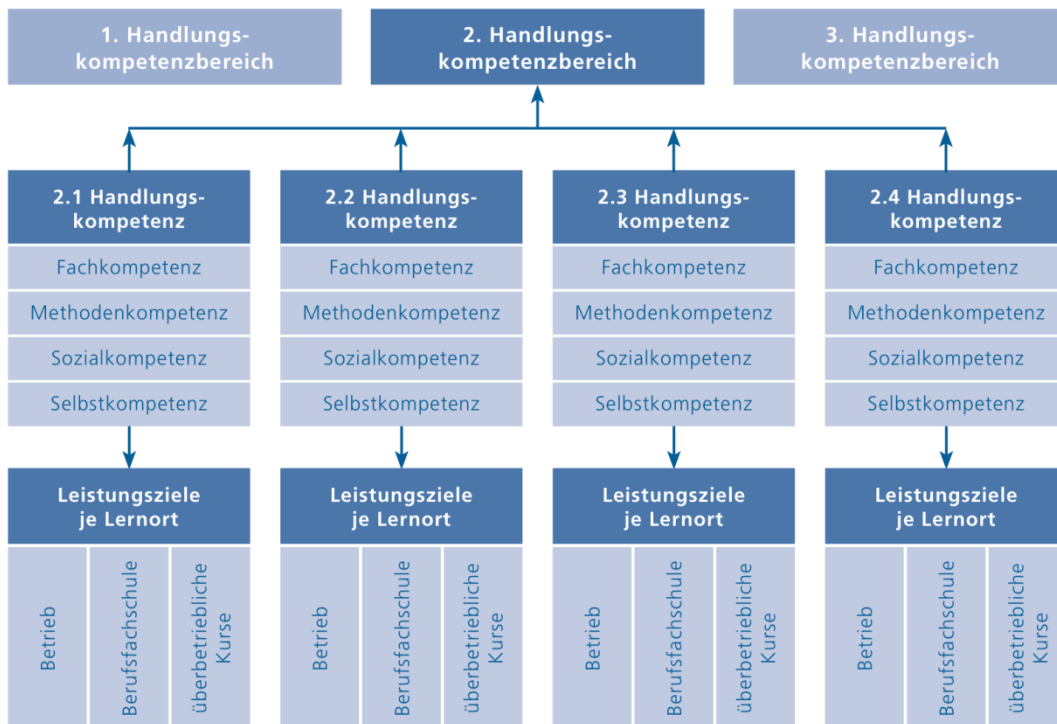 1. Handlungs-
kompetenzbereich
2. Handlungs-
kompetenzbereich
3. Handlungs-
kompetenzbereich
2.1 Handlungs-
kompetenz
Fachkompetenz
Methodenkompetenz
Sozialkompetenz
Selbstkompetenz
Leistungsziele
je Lernort
Betrieb
Berufsfachschule
überbetriebliche
Kurse
2.2 Handlungs-
kompetenz
Fachkompetenz
Methodenkompetenz
Sozialkompetenz
Selbstkompetenz
Leistungsziele
je Lernort
Betrieb
Berufsfachschule
überbetriebliche
Kurse
2.3 Handlungs-
kompetenz
Fachkompetenz
Methodenkompetenz
Sozialkompetenz
Selbstkompetenz
Leistungsziele
je Lernort
Betrieb
Berufsfachschule
überbetriebliche
Kurse
2.4 Handlungs-
kompetenz
Fachkompetenz
Methodenkompetenz
Sozialkompetenz
Selbstkompetenz
Leistungsziele
je Lernort
Betrieb
Berufsfachschule
überbetriebliche
Kurse